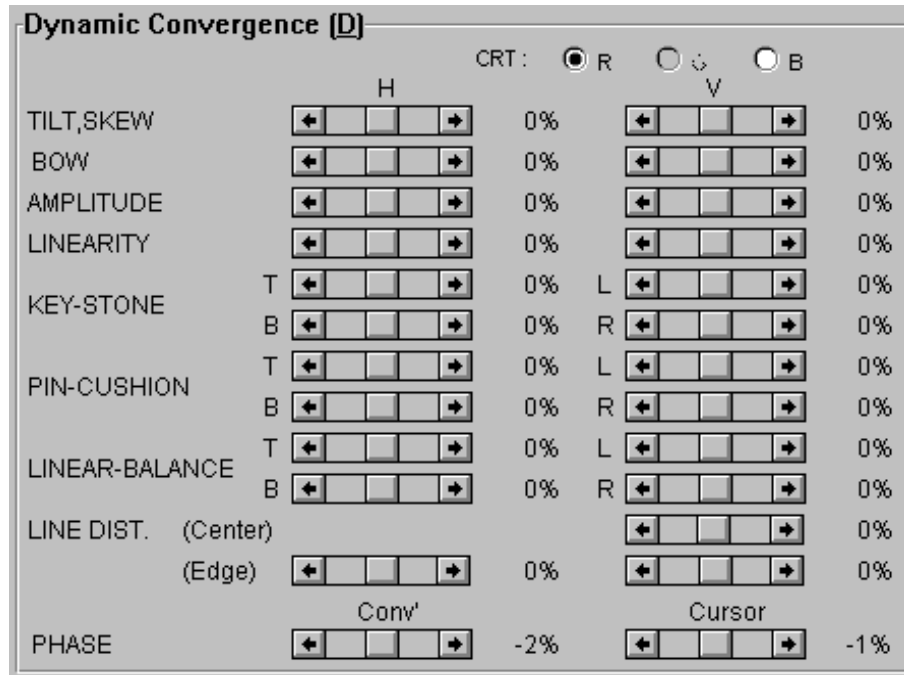 Dynamic Convergence (D)
CRT : R B
H V
TILT,SKEW 0% 0%
BOW 0% 0%
AMPLITUDE 0% 0%
LINEARITY 0% 0%
KEY-STONE
T 0% L 0%
B 0% R 0%
PIN-CUSHION
T 0% L 0%
B 0% R 0%
LINEAR-BALANCE
T 0% L 0%
B 0% R 0%
LINE DIST. (Center) 0%
(Edge) 0% 0%
Conv' Cursor
PHASE -2% -1%